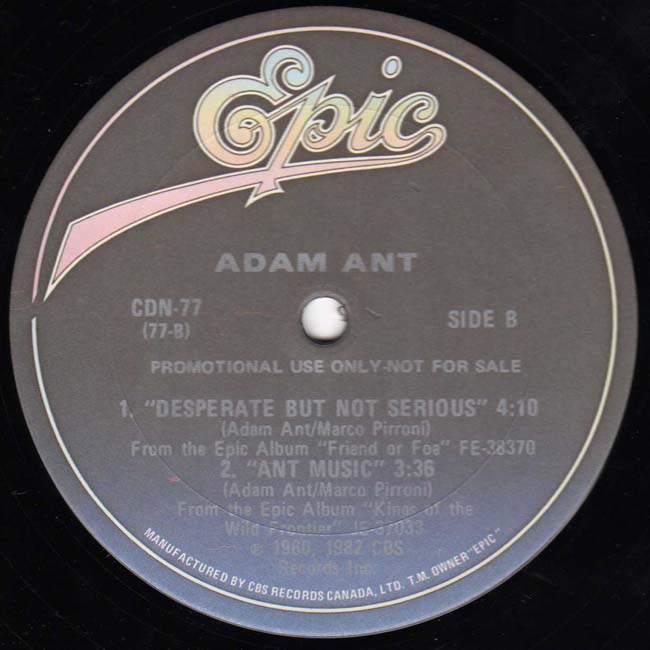 Epic
ADAM ANT
CDN-77
(77-B)
SIDE B
PROMOTIONAL USE ONLY-NOT FOR SALE
1. "DESPERATE BUT NOT SERIOUS" 4:10
(Adam Ant/Marco Pirroni)
From the Epic Album "Friend or Foe" FE-38370
2. "ANT MUSIC" 3:36
(Adam Ant/Marco Pirroni)
From the Epic Album "Kings of the
Wild Frontier" JE-37033
© 1980, 1982 CBS
Records Inc.
MANUFACTURED BY CBS RECORDS CANADA, LTD. T.M. OWNER "EPIC"